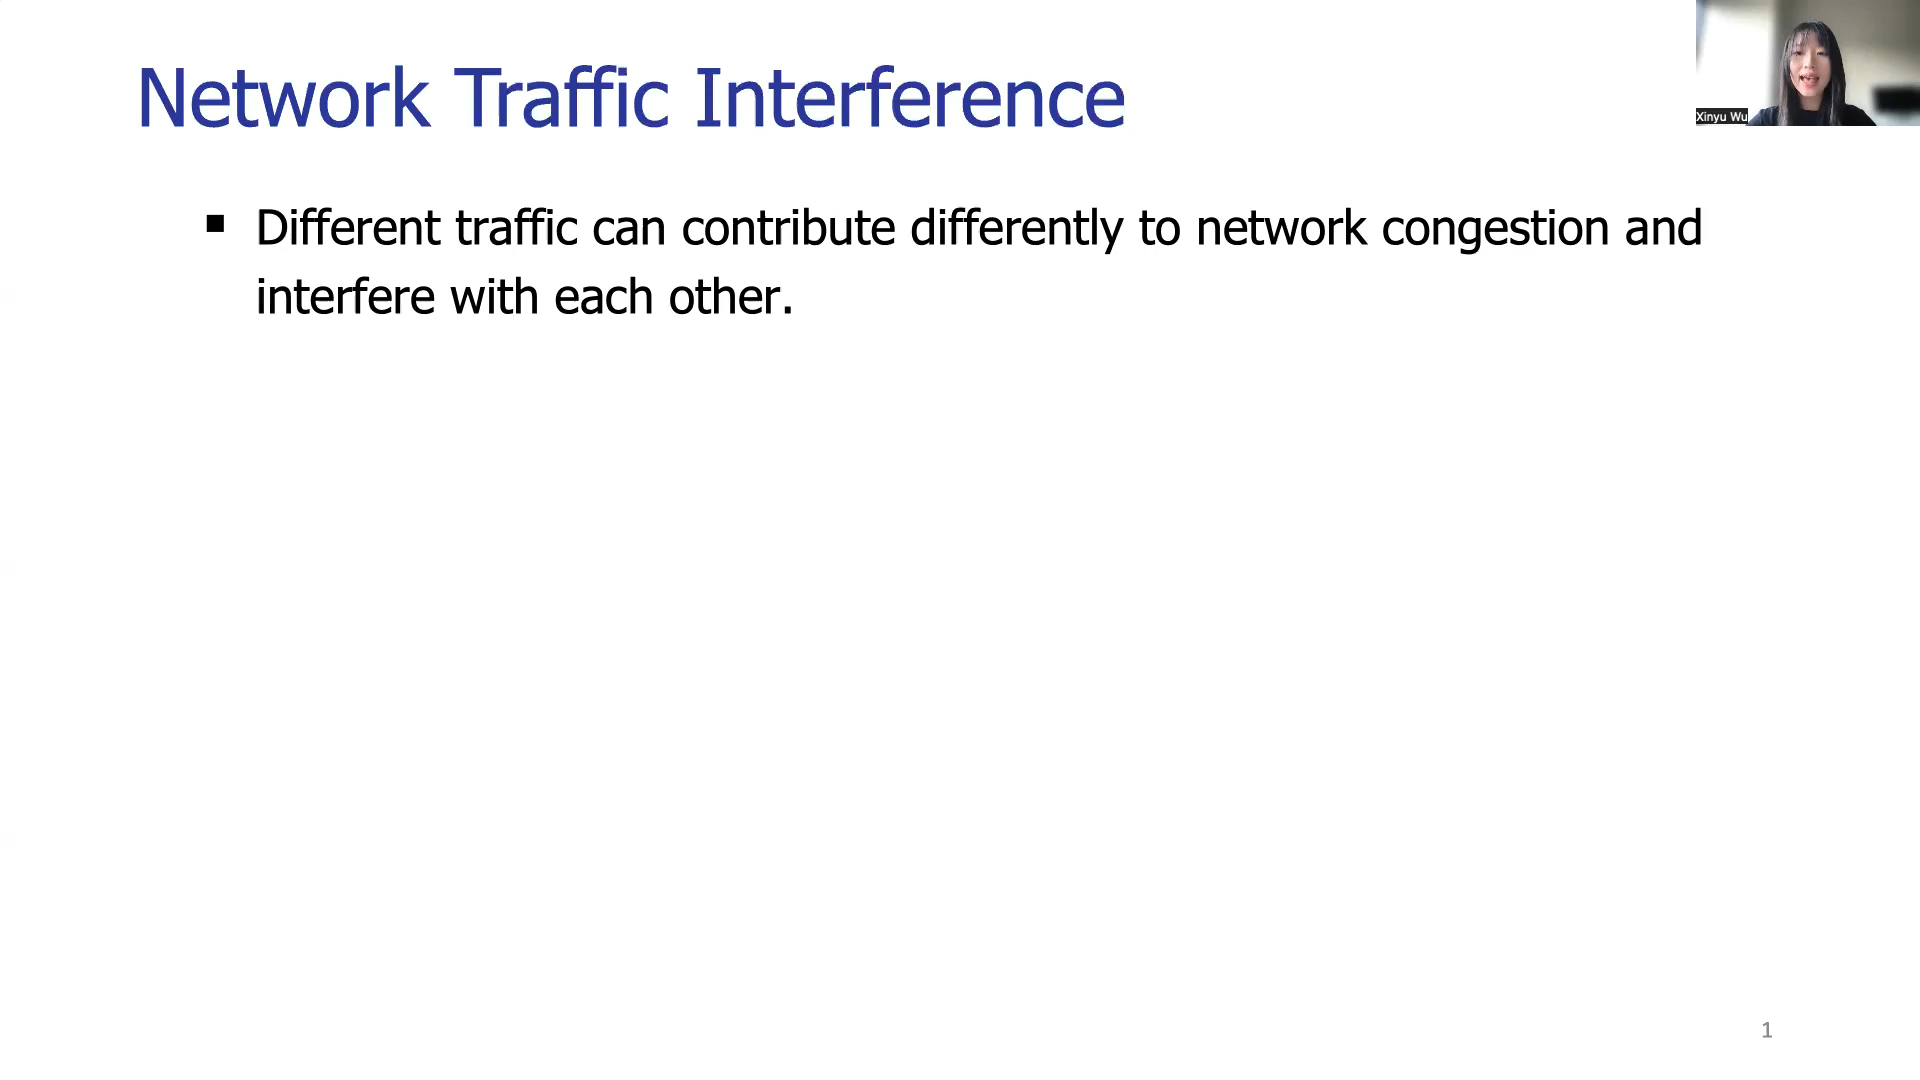 Network Traffic Interference
Xinyu Wu
▪ Different traffic can contribute differently to network congestion and
interfere with each other.
1